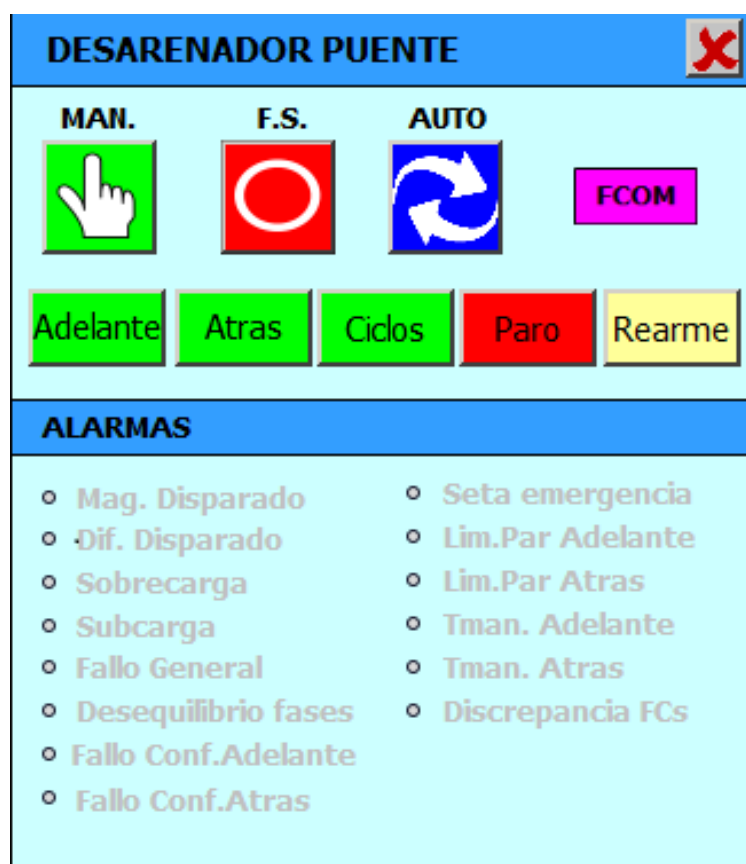 DESARENADOR PUENTE
MAN. F.S. AUTO
FCOM
Adelante Atras Ciclos Paro Rearme
ALARMAS
Mag. Disparado
Dif. Disparado
Sobrecarga
Subcarga
Fallo General
Desequilibrio fases
Fallo Conf.Adelante
Fallo Conf.Atras
Seta emergencia
Lim.Par Adelante
Lim.Par Atras
Tman. Adelante
Tman. Atras
Discrepancia FCs